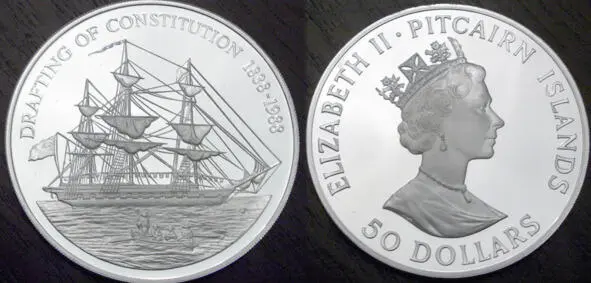 DRAFTING OF CONSTITUTION 1838-1988
ELIZABETH II · PITCAIRN ISLANDS
50 DOLLARS